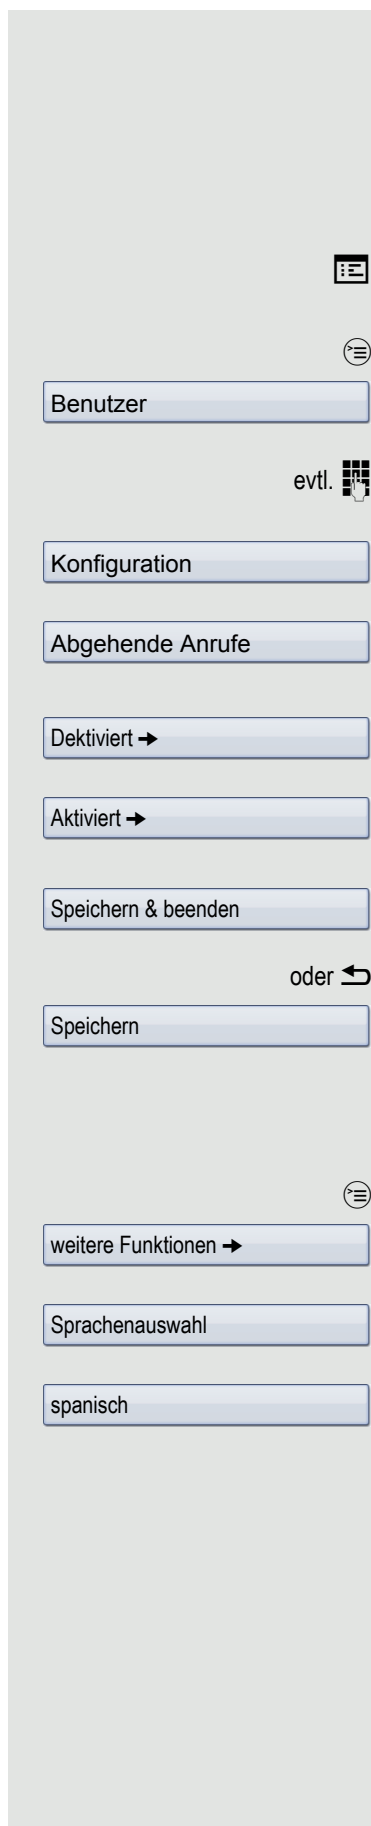 Benutzer
evtl.
Konfiguration
Abgehende Anrufe
Dektiviert →
Aktiviert →
Speichern & beenden
oder
Speichern
weitere Funktionen →
Sprachenauswahl
spanisch